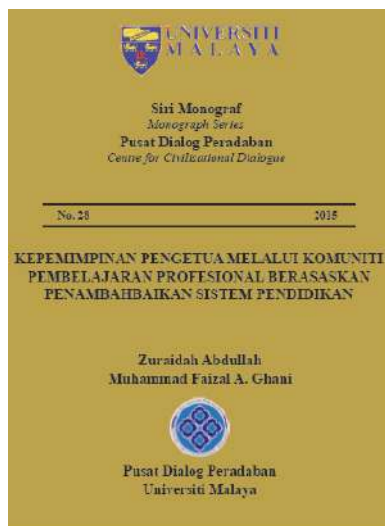 UNIVERSITI
MALAYA
Siri Monograf
Monograph Series
Pusat Dialog Peradaban
Centre for Civilisational Dialogue
No. 28 2015
KEPEMIMPINAN PENGETUA MELALUI KOMUNITI
PEMBELAJARAN PROFESIONAL BERASASKAN
PENAMBAHBAIKAN SISTEM PENDIDIKAN
Zuraidah Abdullah
Muhammad Faizal A. Ghani
Pusat Dialog Peradaban
Universiti Malaya